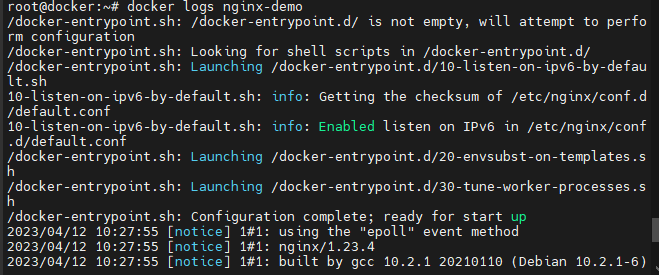 root@docker:~# docker logs nginx-demo
/docker-entrypoint.sh: /docker-entrypoint.d/ is not empty, will attempt to perfo
rm configuration
/docker-entrypoint.sh: Looking for shell scripts in /docker-entrypoint.d/
/docker-entrypoint.sh: Launching /docker-entrypoint.d/10-listen-on-ipv6-by-defau
lt.sh
10-listen-on-ipv6-by-default.sh: info: Getting the checksum of /etc/nginx/conf.d
/default.conf
10-listen-on-ipv6-by-default.sh: info: Enabled listen on IPv6 in /etc/nginx/conf
.d/default.conf
/docker-entrypoint.sh: Launching /docker-entrypoint.d/20-envsubst-on-templates.s
h
/docker-entrypoint.sh: Launching /docker-entrypoint.d/30-tune-worker-processes.s
h
/docker-entrypoint.sh: Configuration complete; ready for start up
2023/04/12 10:27:55 [notice] 1#1: using the "epoll" event method
2023/04/12 10:27:55 [notice] 1#1: nginx/1.23.4
2023/04/12 10:27:55 [notice] 1#1: built by gcc 10.2.1 20210110 (Debian 10.2.1-6)